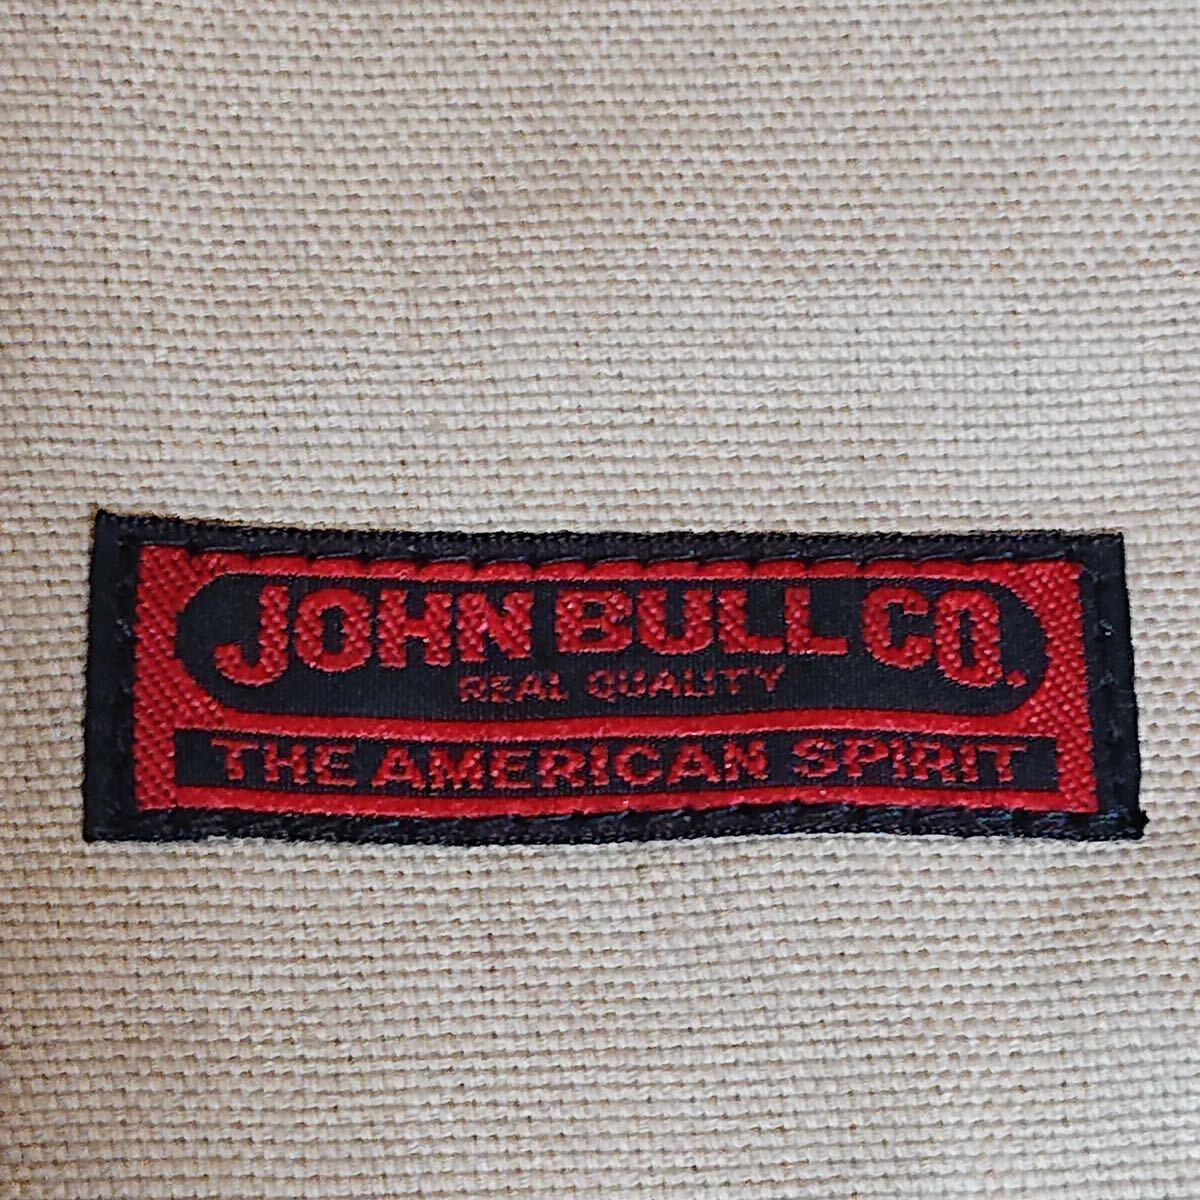 JOHN BULL CO.
REAL QUALITY
THE AMERICAN SPIRIT